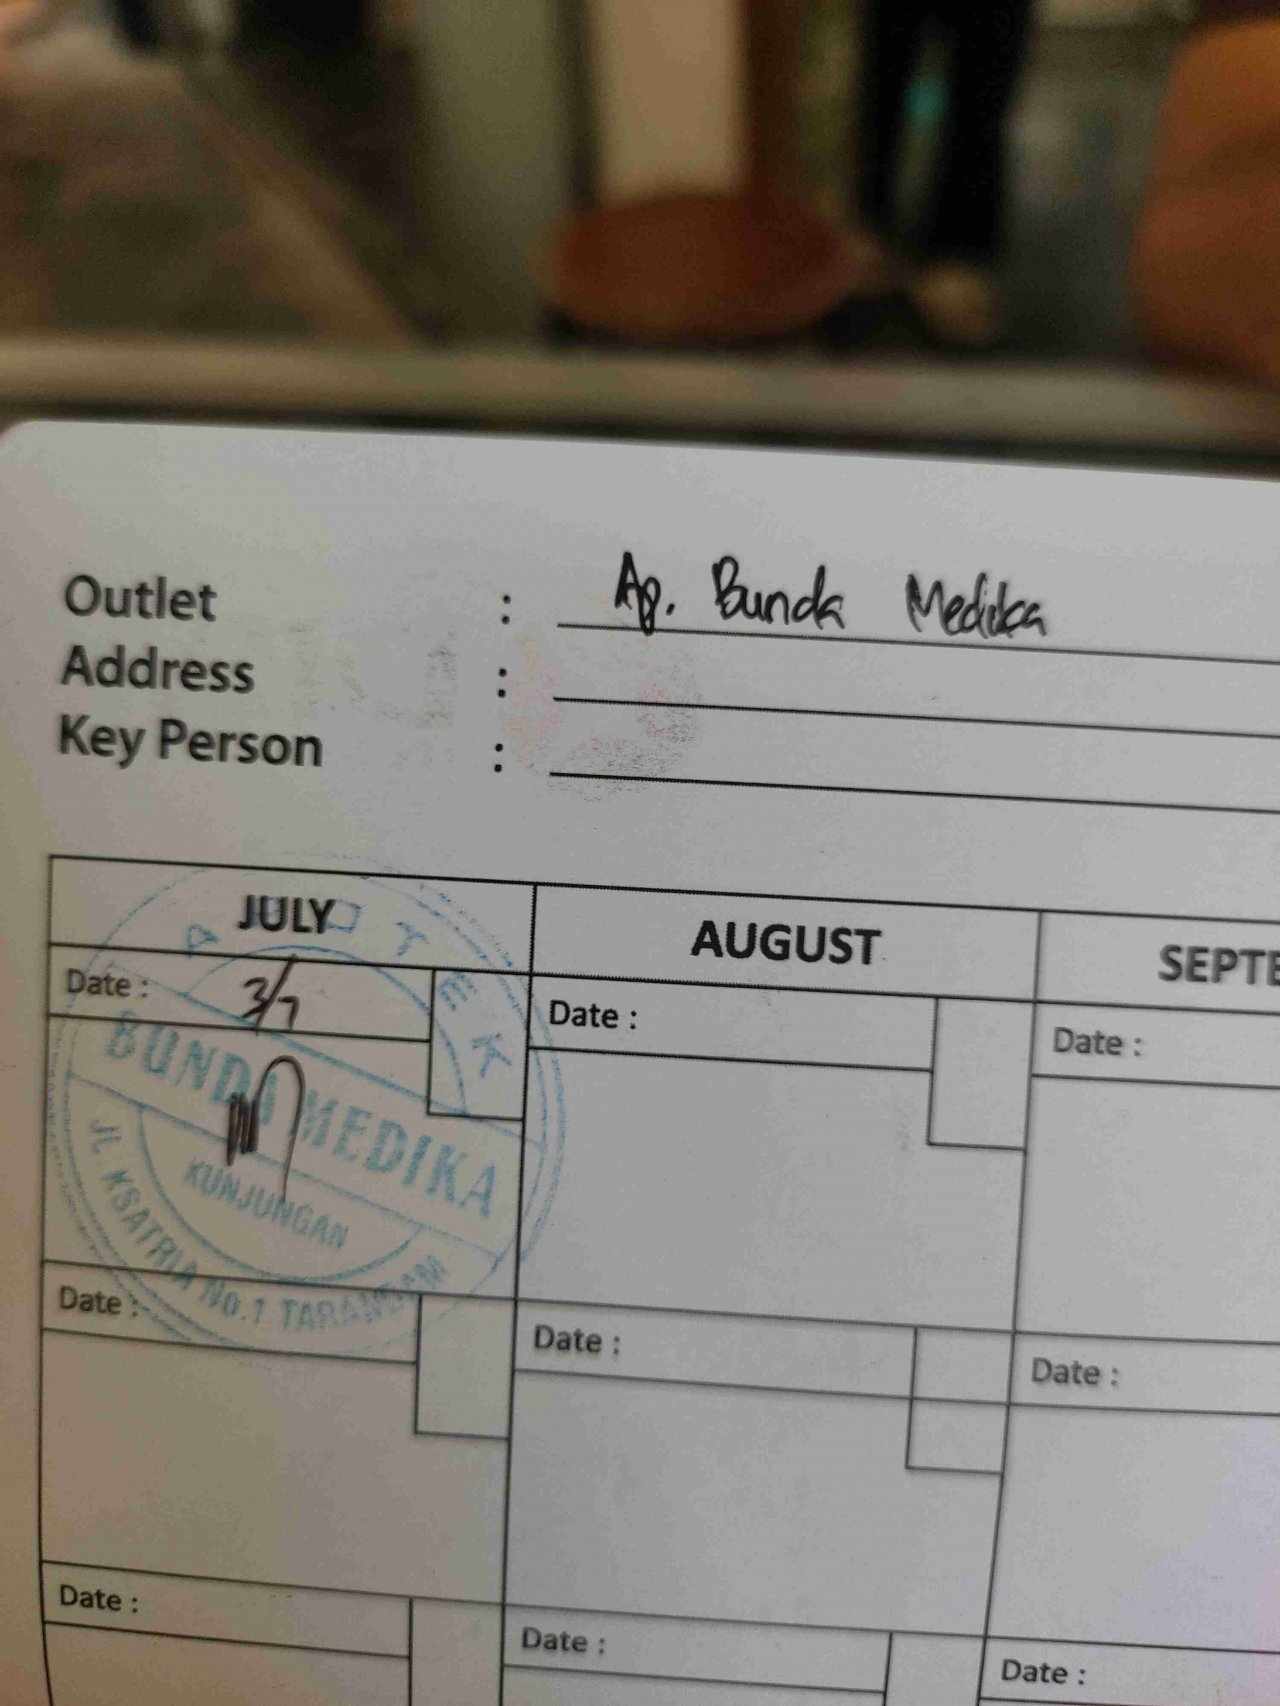 Outlet : Ap. Bunda Medika
Address :
Key Person :
JULY AUGUST SEPTE
Date : 3/7 Date : Date :
APOTEK
BUNDA MEDIKA
KUNJUNGAN
JL KSATRIA No.1
Date : Date : Date :
Date : Date : Date :